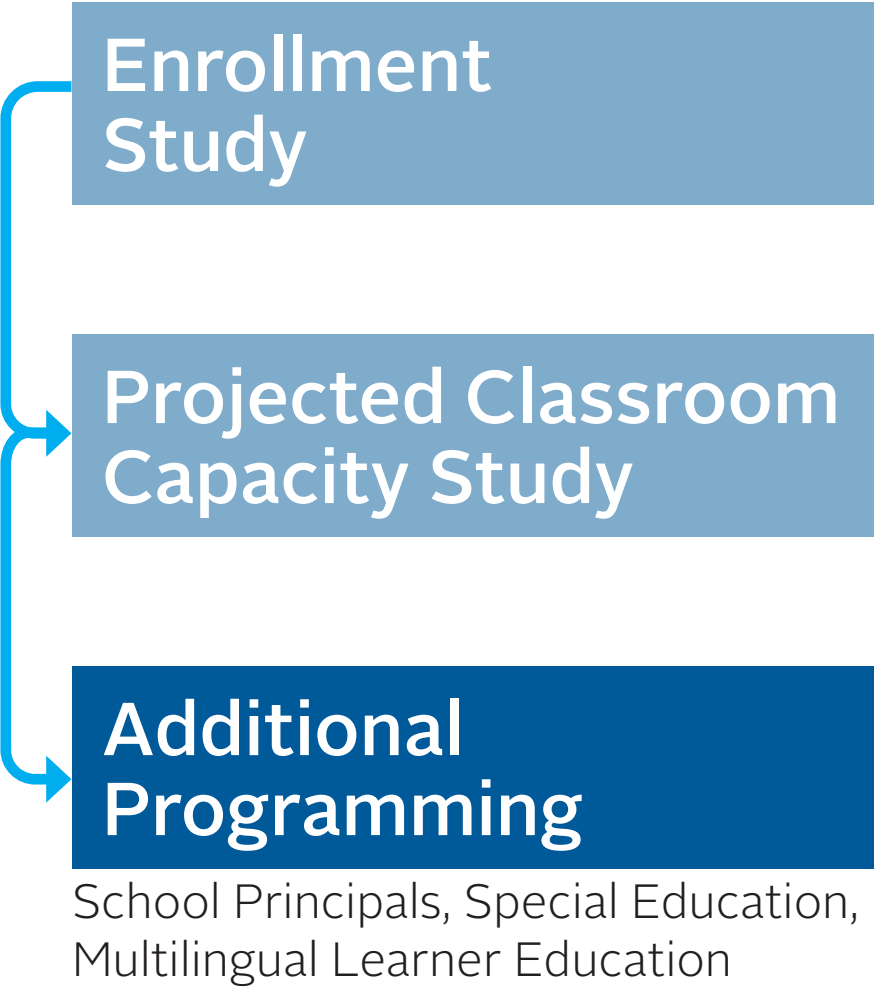 Enrollment
Study
Projected Classroom
Capacity Study
Additional
Programming
School Principals, Special Education,
Multilingual Learner Education